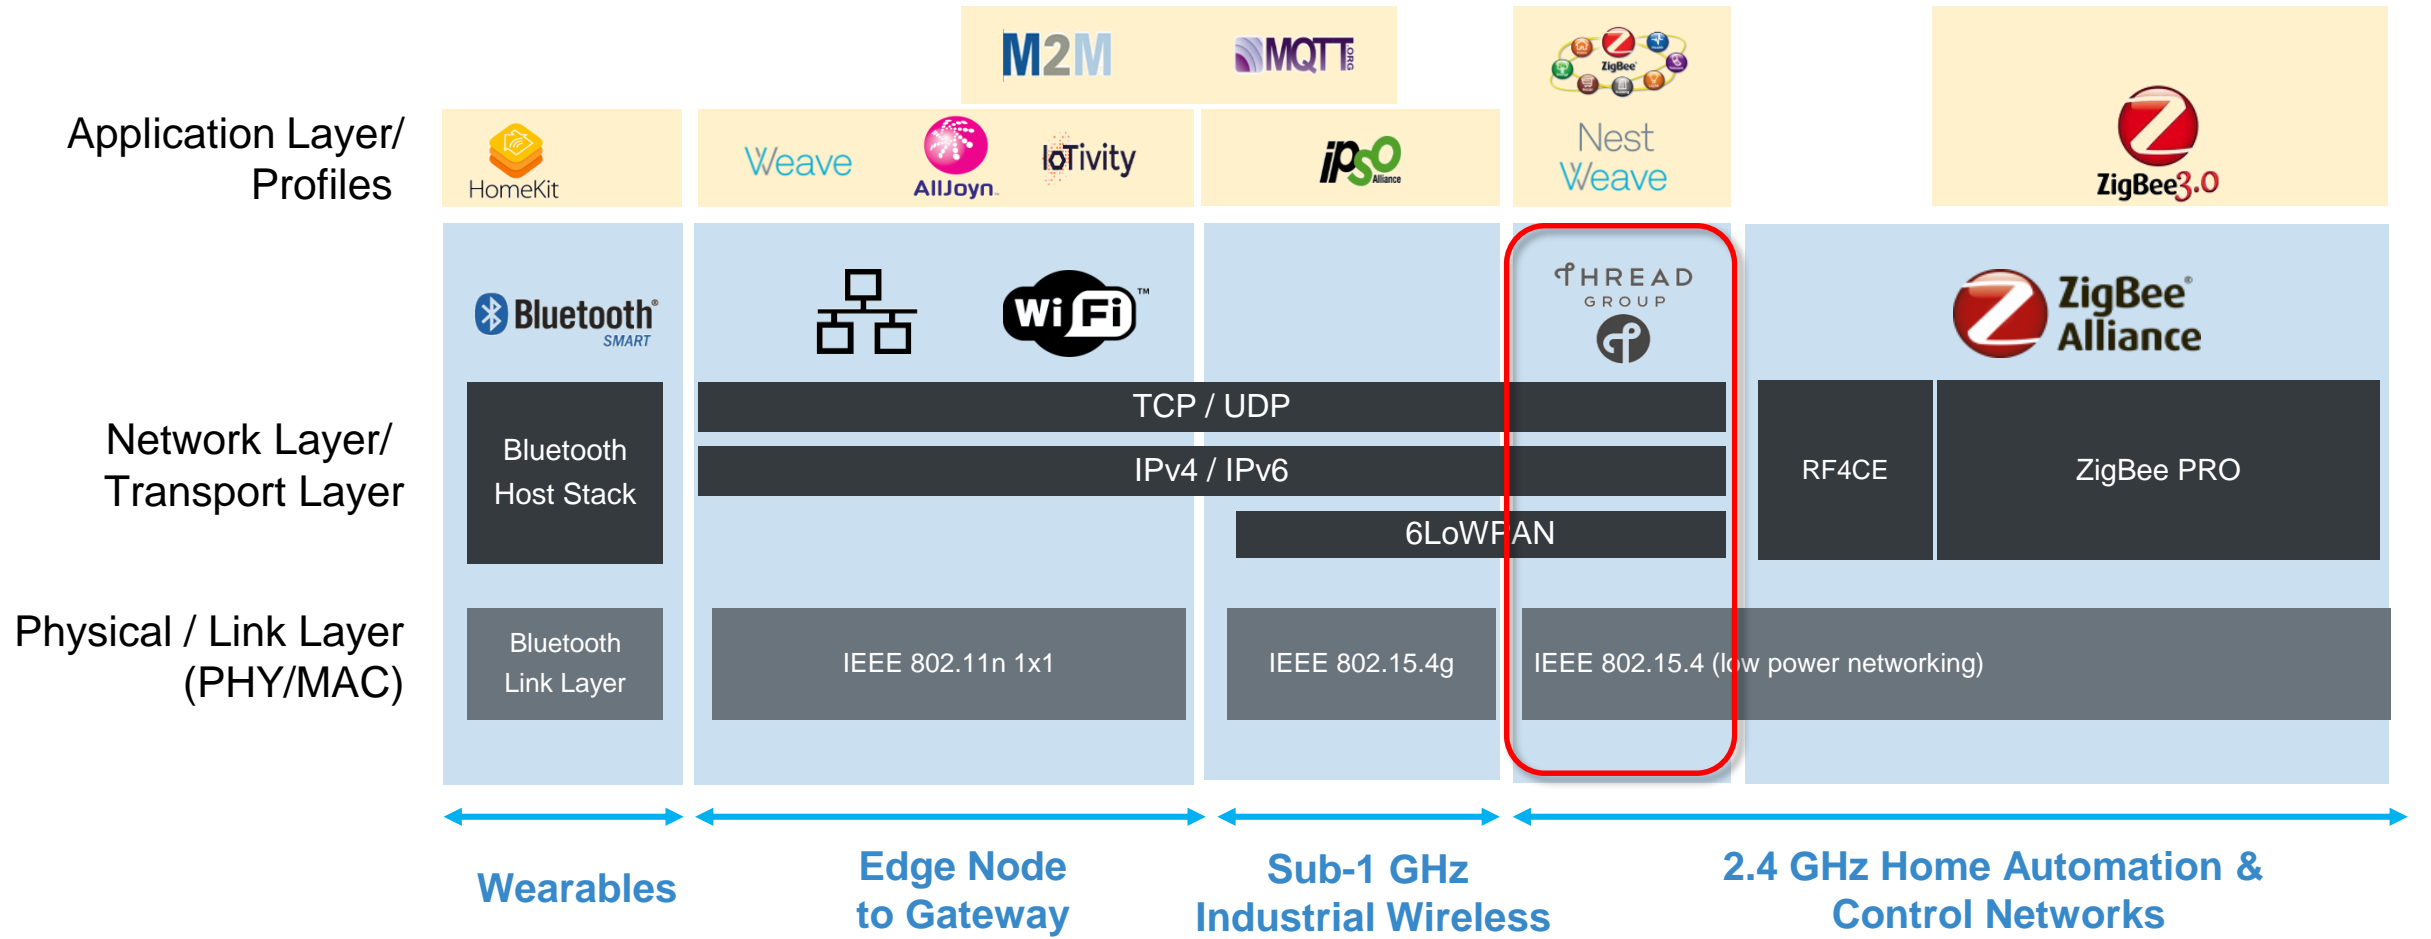 M2M
MQTT.ORG
ZigBee®
Application Layer/
Profiles
HomeKit
Weave
AllJoyn™
IoTivity
ipso
Alliance
Nest
Weave
ZigBee3.0
Bluetooth®
SMART
Wi Fi ™
THREAD
GROUP
ZigBee®
Alliance
Network Layer/
Transport Layer
Bluetooth
Host Stack
TCP / UDP
IPv4 / IPv6
6LoWPAN
RF4CE
ZigBee PRO
Physical / Link Layer
(PHY/MAC)
Bluetooth
Link Layer
IEEE 802.11n 1x1
IEEE 802.15.4g
IEEE 802.15.4 (low power networking)
Wearables
Edge Node
to Gateway
Sub-1 GHz
Industrial Wireless
2.4 GHz Home Automation &
Control Networks